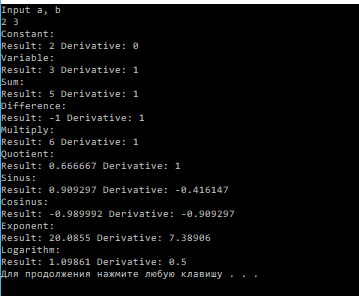 Input a, b
2 3
Constant:
Result: 2 Derivative: 0
Variable:
Result: 3 Derivative: 1
Sum:
Result: 5 Derivative: 1
Difference:
Result: -1 Derivative: 1
Multiply:
Result: 6 Derivative: 1
Quotient:
Result: 0.666667 Derivative: 1
Sinus:
Result: 0.909297 Derivative: -0.416147
Cosinus:
Result: -0.989992 Derivative: -0.909297
Exponent:
Result: 20.0855 Derivative: 7.38906
Logarithm:
Result: 1.09861 Derivative: 0.5
Для продолжения нажмите любую клавишу . . .